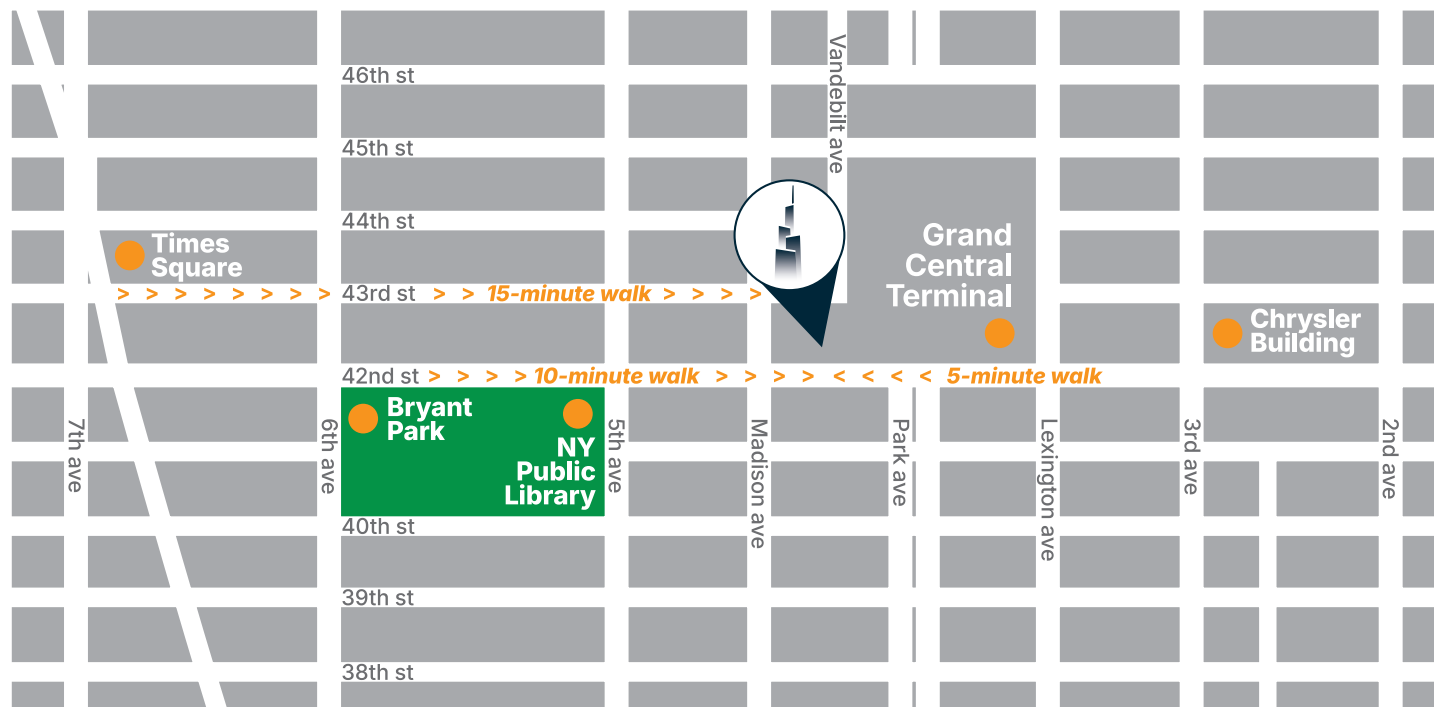 Vandebilt ave
46th st
45th st
44th st
Times
Square
Grand
Central
Terminal
> > > > > > > > 43rd st > > 15-minute walk > > > >
Chrysler
Building
42nd st > > > > 10-minute walk > > > > < < < < 5-minute walk
Bryant
Park
NY
Public
Library
7th ave
6th ave
5th ave
Madison ave
Park ave
Lexington ave
3rd ave
2nd ave
40th st
39th st
38th st